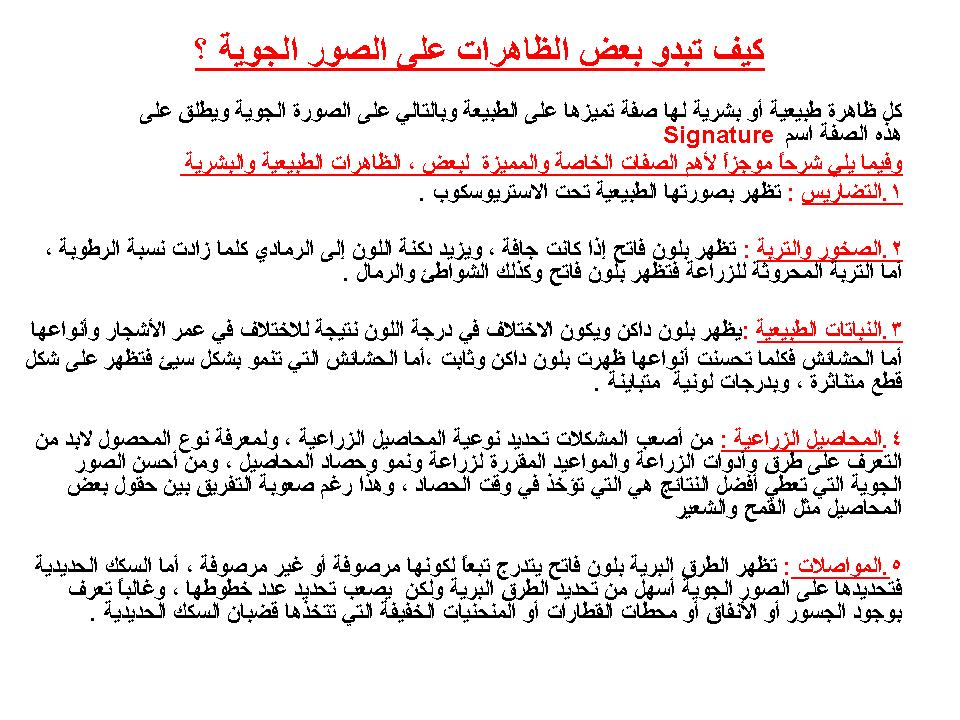 كيف تبدو بعض الظاهرات على الصور الجوية ؟
كل ظاهرة طبيعية أو بشرية لها صفة تميزها على الطبيعة وبالتالي على الصورة الجوية ويطلق على
هذه الصفة اسم Signature
وفيما يلي شرحاً موجزاً لأهم الصفات الخاصة والمميزة لبعض ، الظاهرات الطبيعية والبشرية
١.التضاريس : تظهر بصورتها الطبيعية تحت الاستريوسكوب .
٢.الصخور والتربة : تظهر بلون فاتح إذا كانت جافة ، ويزيد دكنة اللون إلى الرمادي كلما زادت نسبة الرطوبة ،
أما التربة المحروثة للزراعة فتظهر بلون فاتح وكذلك الشواطئ والرمال .
٣.النباتات الطبيعية :يظهر بلون داكن ويكون الاختلاف في درجة اللون نتيجة للاختلاف في عمر الأشجار وأنواعها
أما الحشائش فكلما تحسنت أنواعها ظهرت بلون داكن وثابت ،أما الحشائش التي تنمو بشكل سيئ فتظهر على شكل
قطع متناثرة ، وبدرجات لونية متباينة .
٤.المحاصيل الزراعية : من أصعب المشكلات تحديد نوعية المحاصيل الزراعية ، ولمعرفة نوع المحصول لابد من
التعرف على طرق وأدوات الزراعة والمواعيد المقررة لزراعة ونمو وحصاد المحاصيل ، ومن أحسن الصور
الجوية التي تعطي أفضل النتائج هي التي تؤخذ في وقت الحصاد ، وهذا رغم صعوبة التفريق بين حقول بعض
المحاصيل مثل القمح والشعير
٥.المواصلات : تظهر الطرق البرية بلون فاتح يتدرج تبعاً لكونها مرصوفة أو غير مرصوفة ، أما السكك الحديدية
فتحديدها على الصور الجوية أسهل من تحديد الطرق البرية ولكن يصعب تحديد عدد خطوطها ، وغالباً تعرف
بوجود الجسور أو الأنفاق أو محطات القطارات أو المنحنيات الخفيفة التي تتخذها قضبان السكك الحديدية .